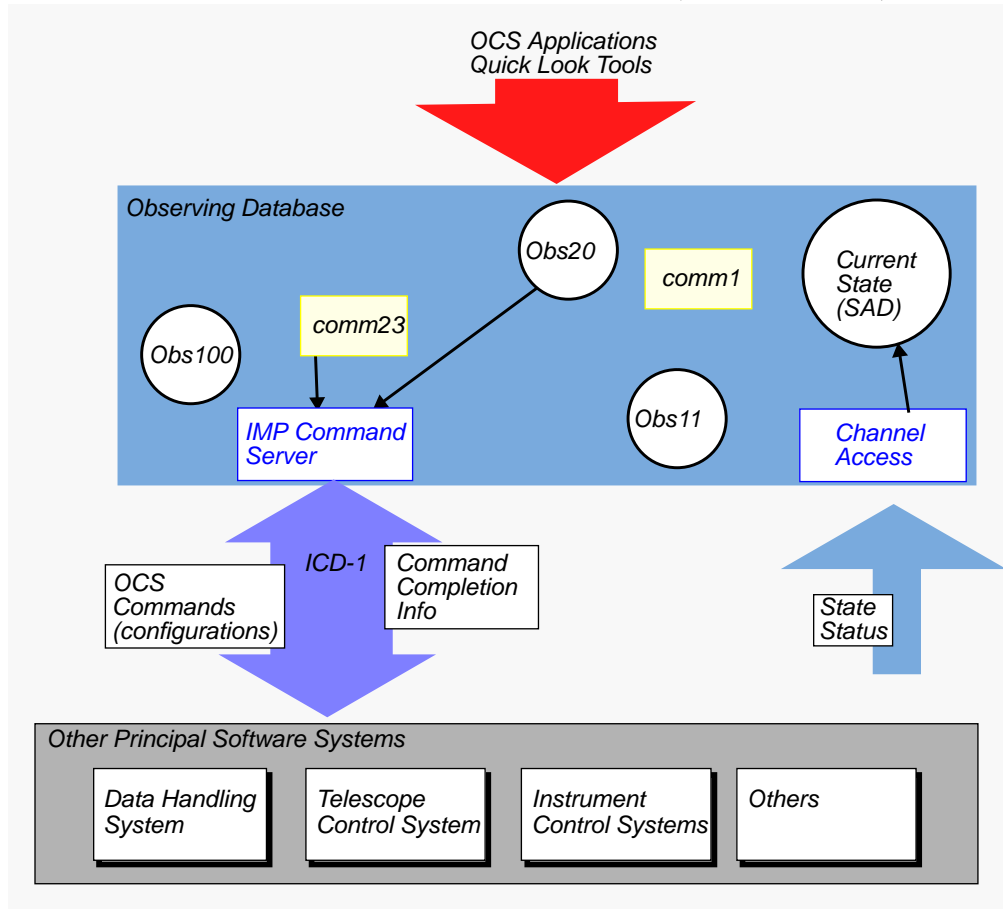 OCS Applications
Quick Look Tools
Observing Database
Obs20
comm1
Current
State
(SAD)
comm23
Obs100
Obs11
IMP Command
Server
Channel
Access
ICD-1
OCS
Commands
(configurations)
Command
Completion
Info
State
Status
Other Principal Software Systems
Data Handling
System
Telescope
Control System
Instrument
Control Systems
Others